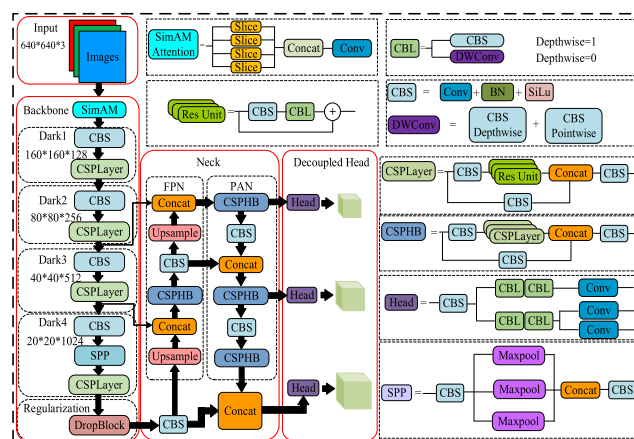 Input
640*640*3
Images
Backbone
SimAM
Dark1
CBS
160*160*128
CSPLayer
Dark2
CBS
80*80*256
CSPLayer
Dark3
CBS
40*40*512
CSPLayer
Dark4
CBS
20*20*1024
SPP
CSPLayer
Regularization
DropBlock
Neck
FPN
PAN
Concat
CSPHB
Upsample
CBS
CBS
Concat
CSPHB
CSPHB
Concat
CBS
Upsample
CSPHB
CBS
Concat
Decoupled Head
Head
Head
Head
SimAM
Attention
Slice
Slice
Slice
Slice
Concat
Conv
Res Unit
CBS
CBL
+
CBL
CBS
DWConv
Depthwise=1
Depthwise=0
CBS = Conv + BN + SiLu
DWConv = CBS Depthwise + CBS Pointwise
CSPLayer
CBS
Res Unit
Concat
CBS
CBS
CSPHB
CBS
CSPLayer
Concat
CBS
CBS
Head
CBS
CBL CBL
Conv
CBL CBL
Conv
Conv
SPP
CBS
Maxpool
Maxpool
Maxpool
Concat
CBS